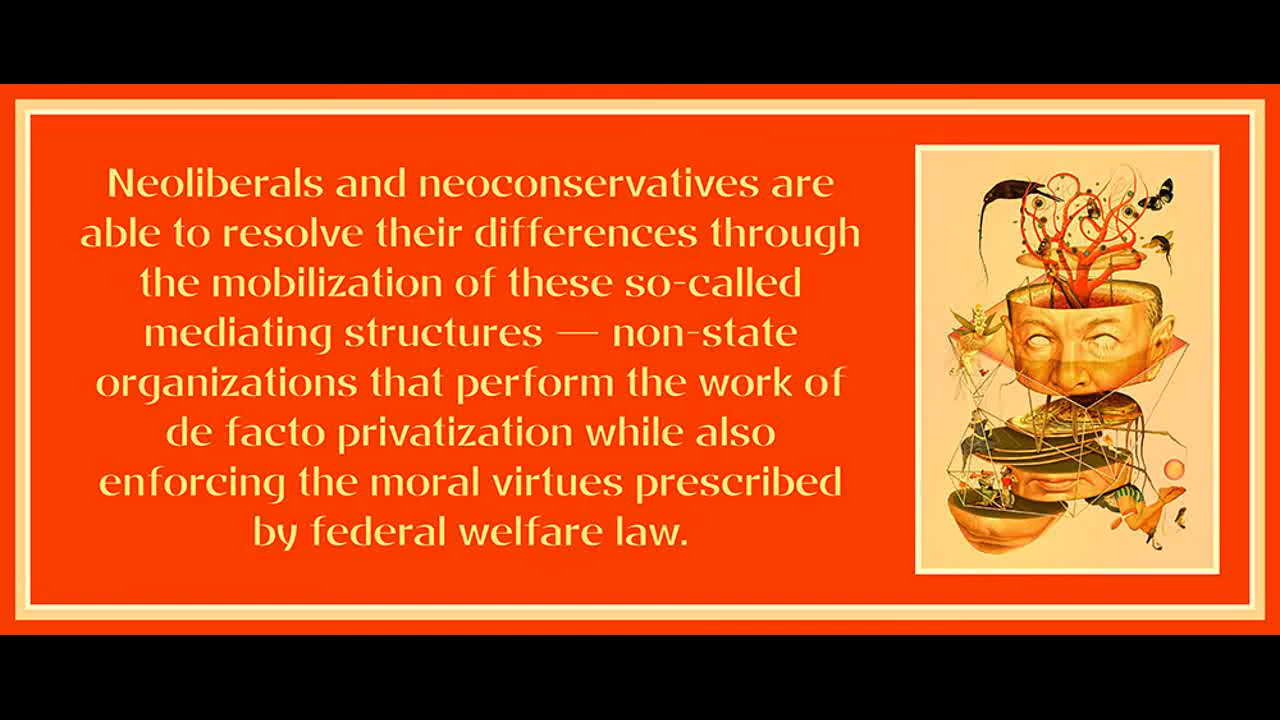 Neoliberals and neoconservatives are
able to resolve their differences through
the mobilization of these so-called
mediating structures — non-state
organizations that perform the work of
de facto privatization while also
enforcing the moral virtues prescribed
by federal welfare law.